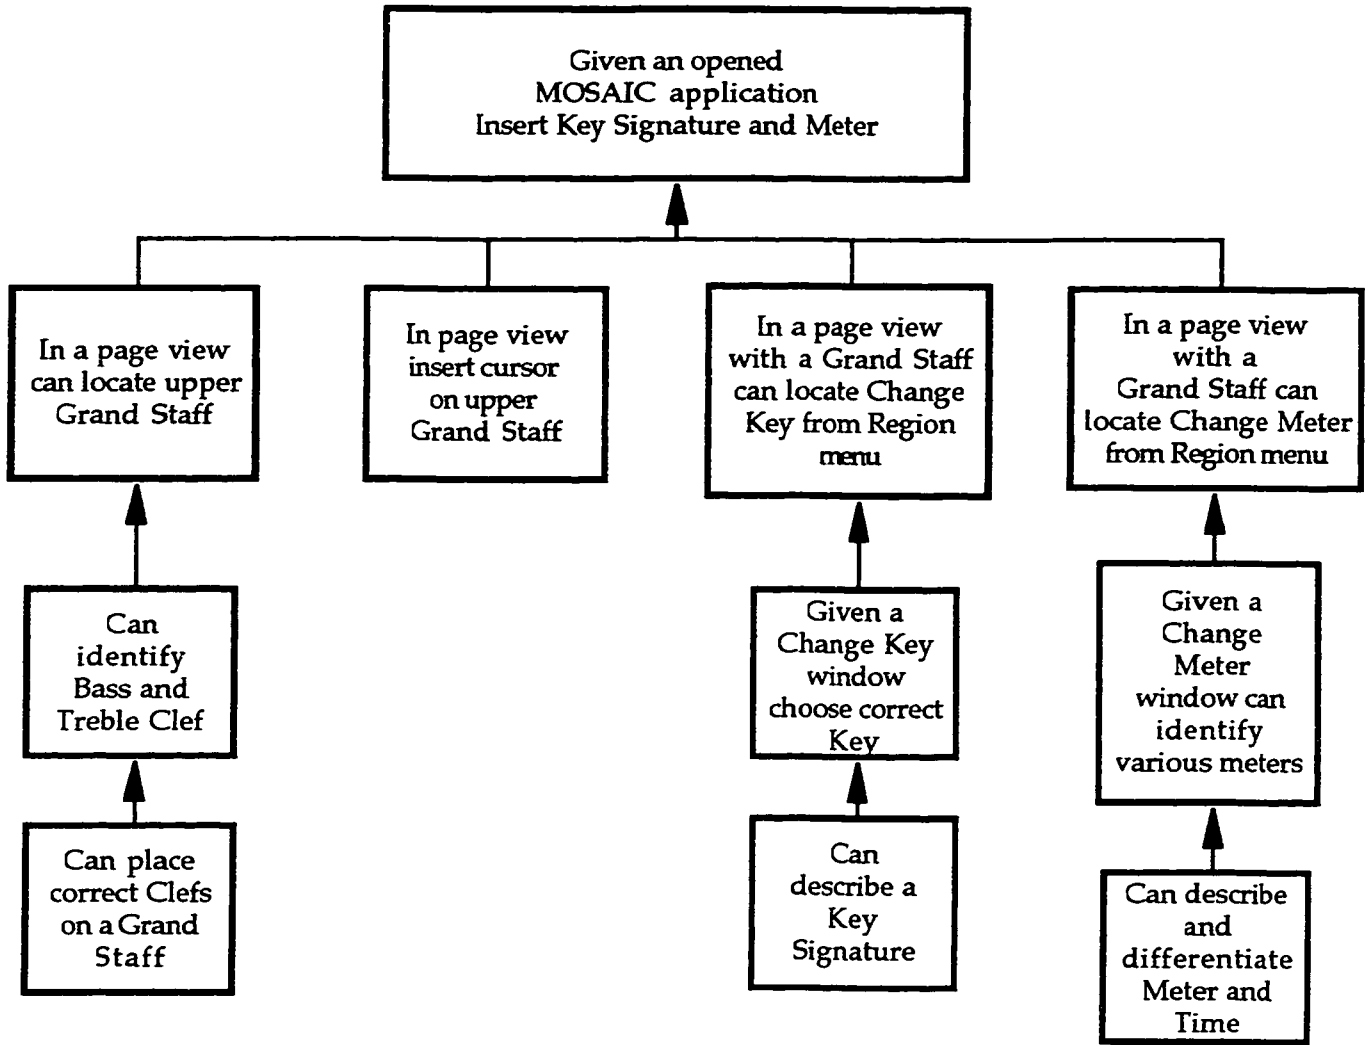 Given an opened
MOSAIC application
Insert Key Signature and Meter
In a page view
can locate upper
Grand Staff
In page view
insert cursor
on upper
Grand Staff
In a page view
with a Grand Staff
can locate Change
Key from Region
menu
In a page view
with a
Grand Staff can
locate Change Meter
from Region menu
Can
identify
Bass and
Treble Clef
Given a
Change Key
window
choose correct
Key
Given a
Change
Meter
window can
identify
various meters
Can place
correct Clefs
on a Grand
Staff
Can
describe a
Key
Signature
Can describe
and
differentiate
Meter and
Time